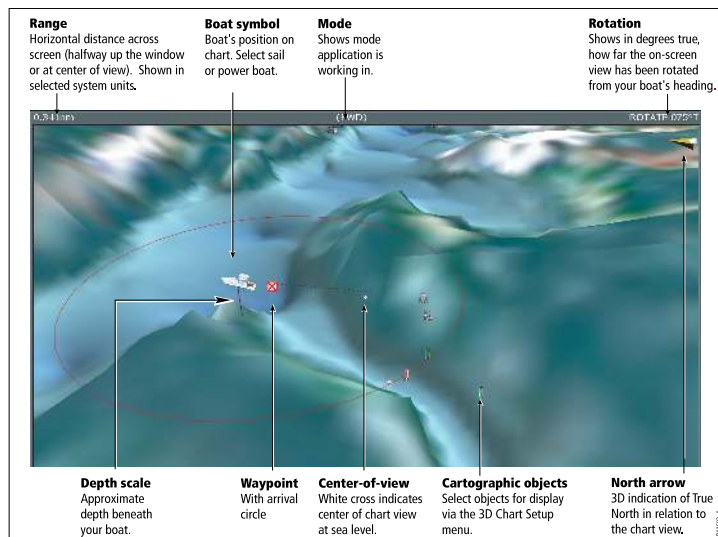 Range
Horizontal distance across
screen (halfway up the window
or at center of view). Shown in
selected system units.
Boat symbol
Boat's position on
chart. Select sail
or power boat.
Mode
Shows mode
application is
working in.
Rotation
Shows in degrees true,
how far the on-screen
view has been rotated
from your boat's heading.
0.341nm
(FWD)
ROTATE 075°T
Depth scale
Approximate
depth beneath
your boat.
Waypoint
With arrival
circle
Center-of-view
White cross indicates
center of chart view
at sea level.
Cartographic objects
Select objects for display
via the 3D Chart Setup
menu.
North arrow
3D indication of True
North in relation to
the chart view.